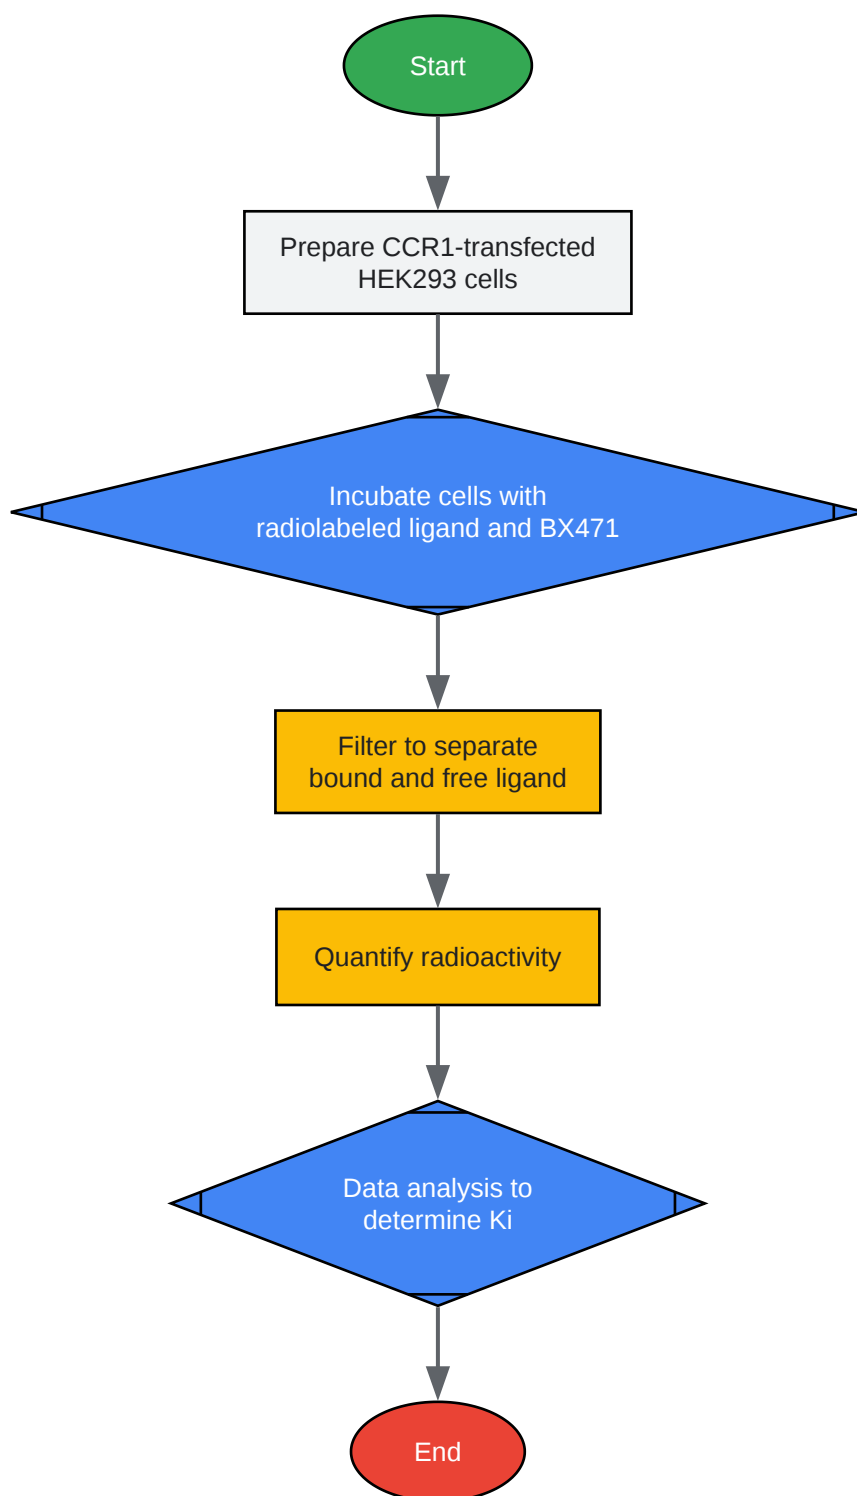 Start
Prepare CCR1-transfected
HEK293 cells
Incubate cells with
radiolabeled ligand and BX471
Filter to separate
bound and free ligand
Quantify radioactivity
Data analysis to
determine Ki
End